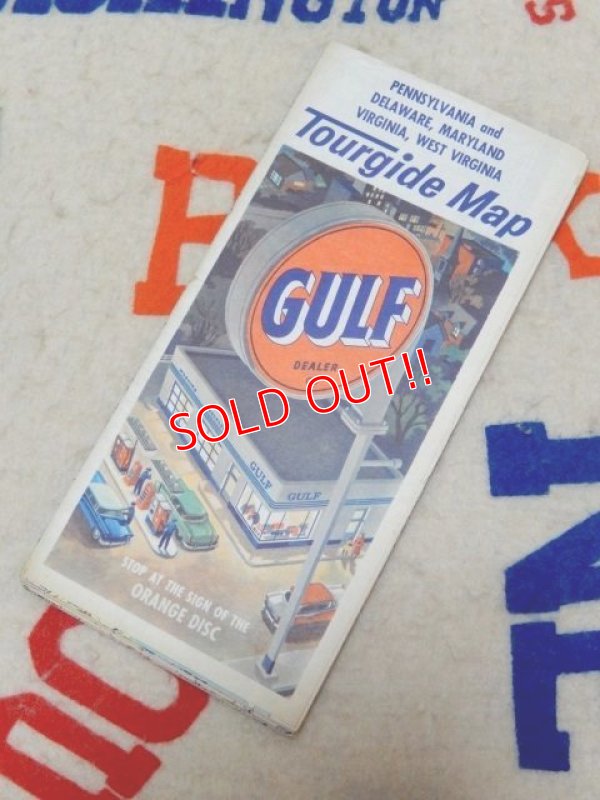 PENNSYLVANIA and
DELAWARE, MARYLAND
VIRGINIA, WEST VIRGINIA
Tourgide Map
GULF
DEALER
SOLD OUT!!
GULF
GULF
STOP AT THE SIGN OF THE
ORANGE DISC